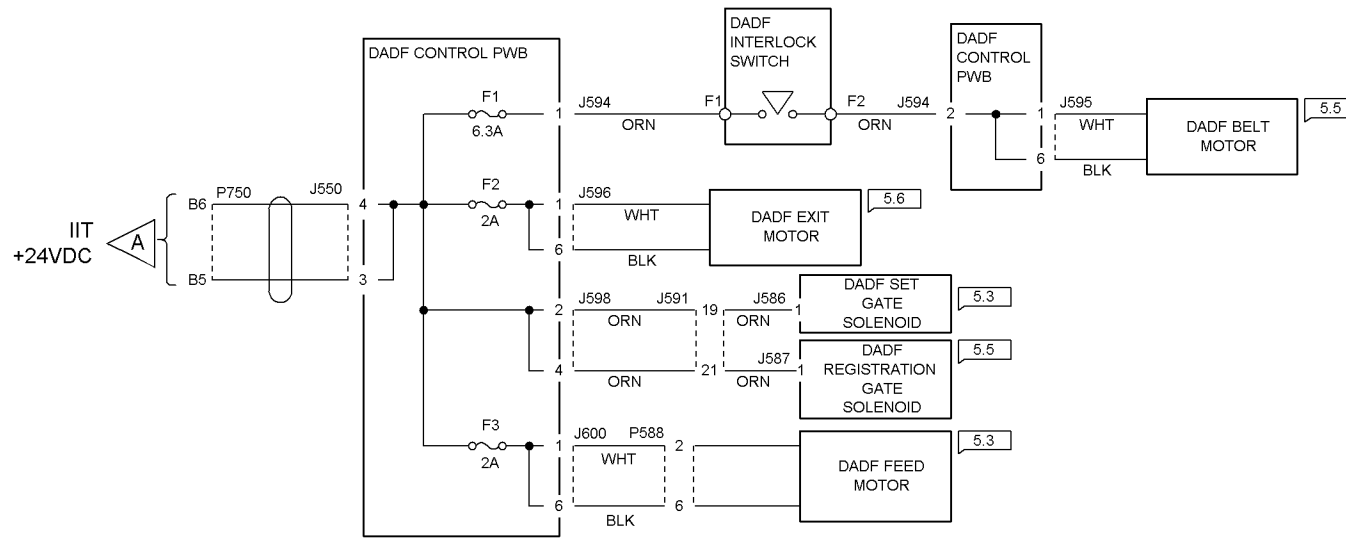 DADF
INTERLOCK
SWITCH
DADF
CONTROL
PWB
DADF CONTROL PWB
F1
6.3A
1
J594
ORN
F1
F2
J594
ORN
2
1
J595
WHT
6
BLK
DADF BELT
MOTOR
5.5
IIT
+24VDC
A
B6
P750
J550
4
B5
3
F2
2A
1
J596
WHT
6
BLK
DADF EXIT
MOTOR
5.6
2
J598
ORN
J591
19
J586
ORN
1
DADF SET
GATE
SOLENOID
5.3
4
ORN
21
J587
ORN
1
DADF
REGISTRATION
GATE
SOLENOID
5.5
F3
2A
1
J600
WHT
P588
2
6
BLK
6
DADF FEED
MOTOR
5.3